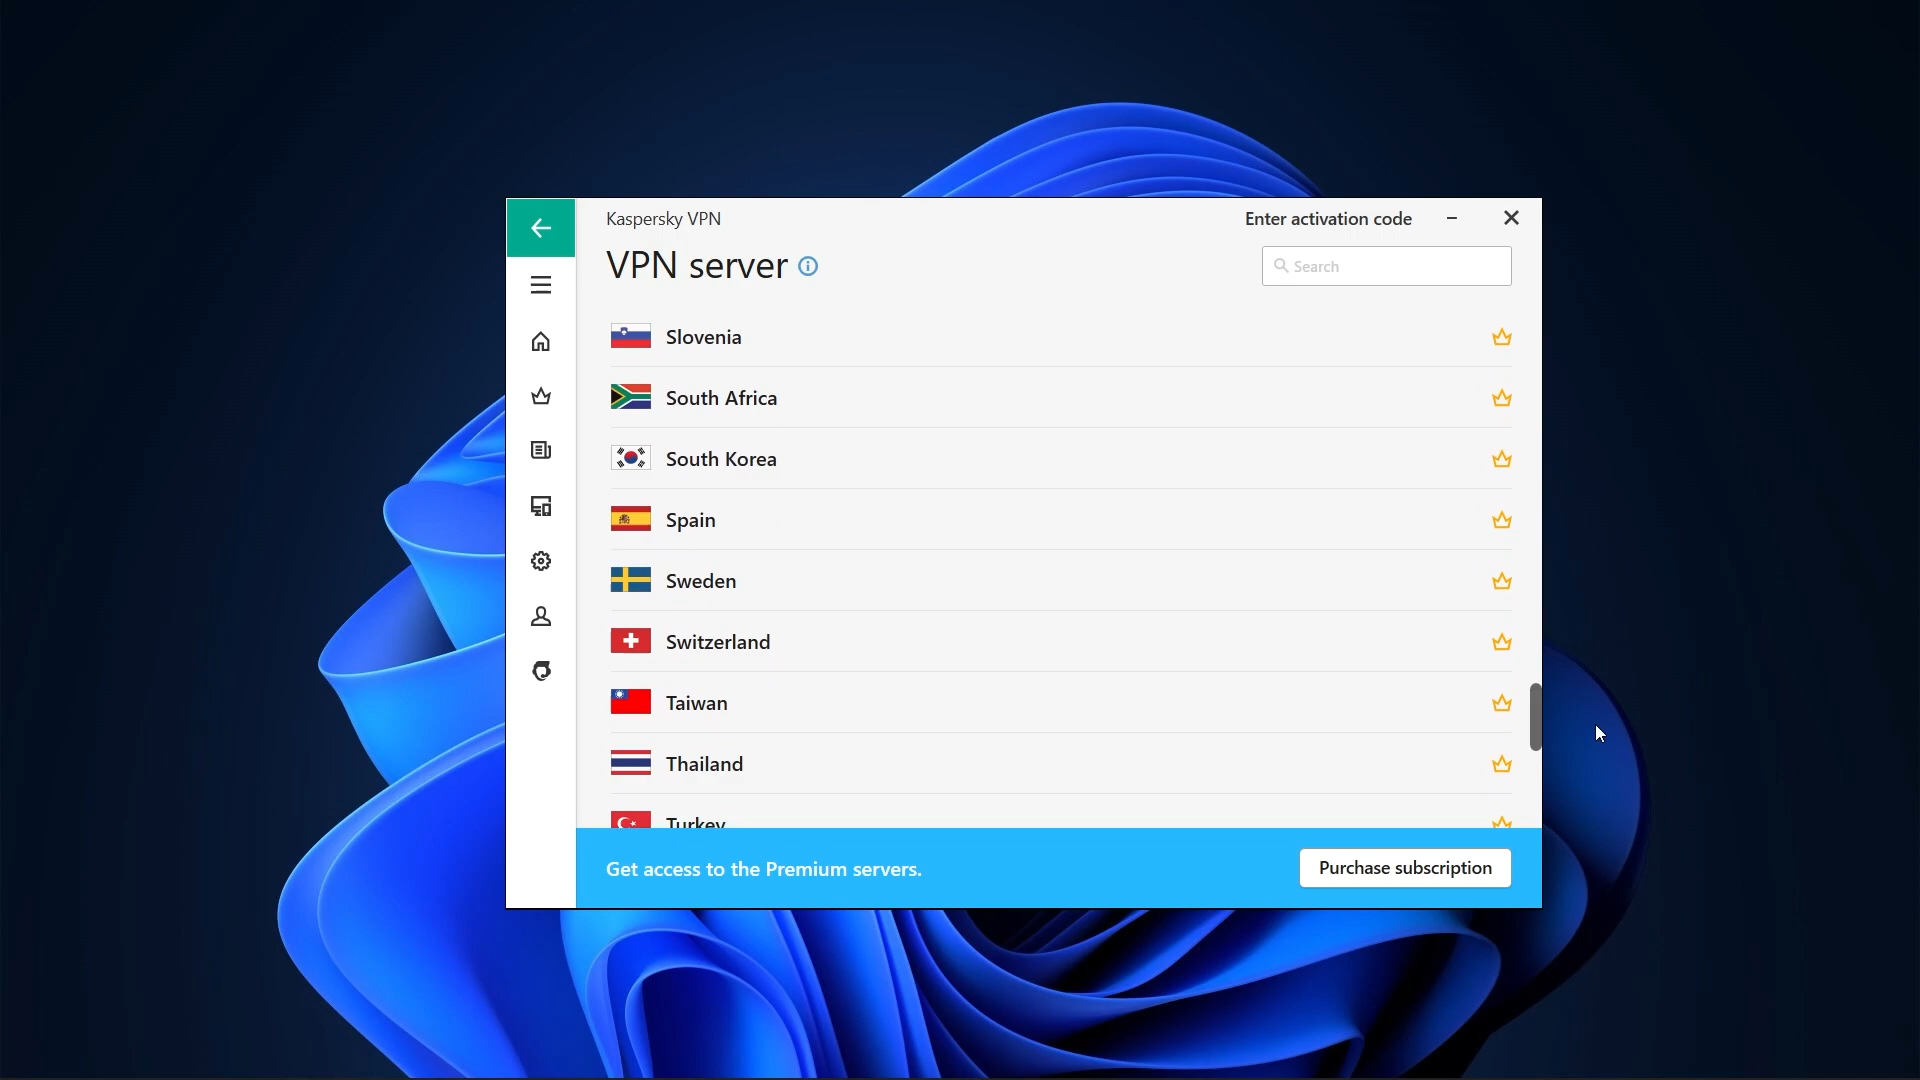 Kaspersky VPN
Enter activation code
VPN server
Search
Slovenia
South Africa
South Korea
Spain
Sweden
Switzerland
Taiwan
Thailand
Turkey
Get access to the Premium servers.
Purchase subscription